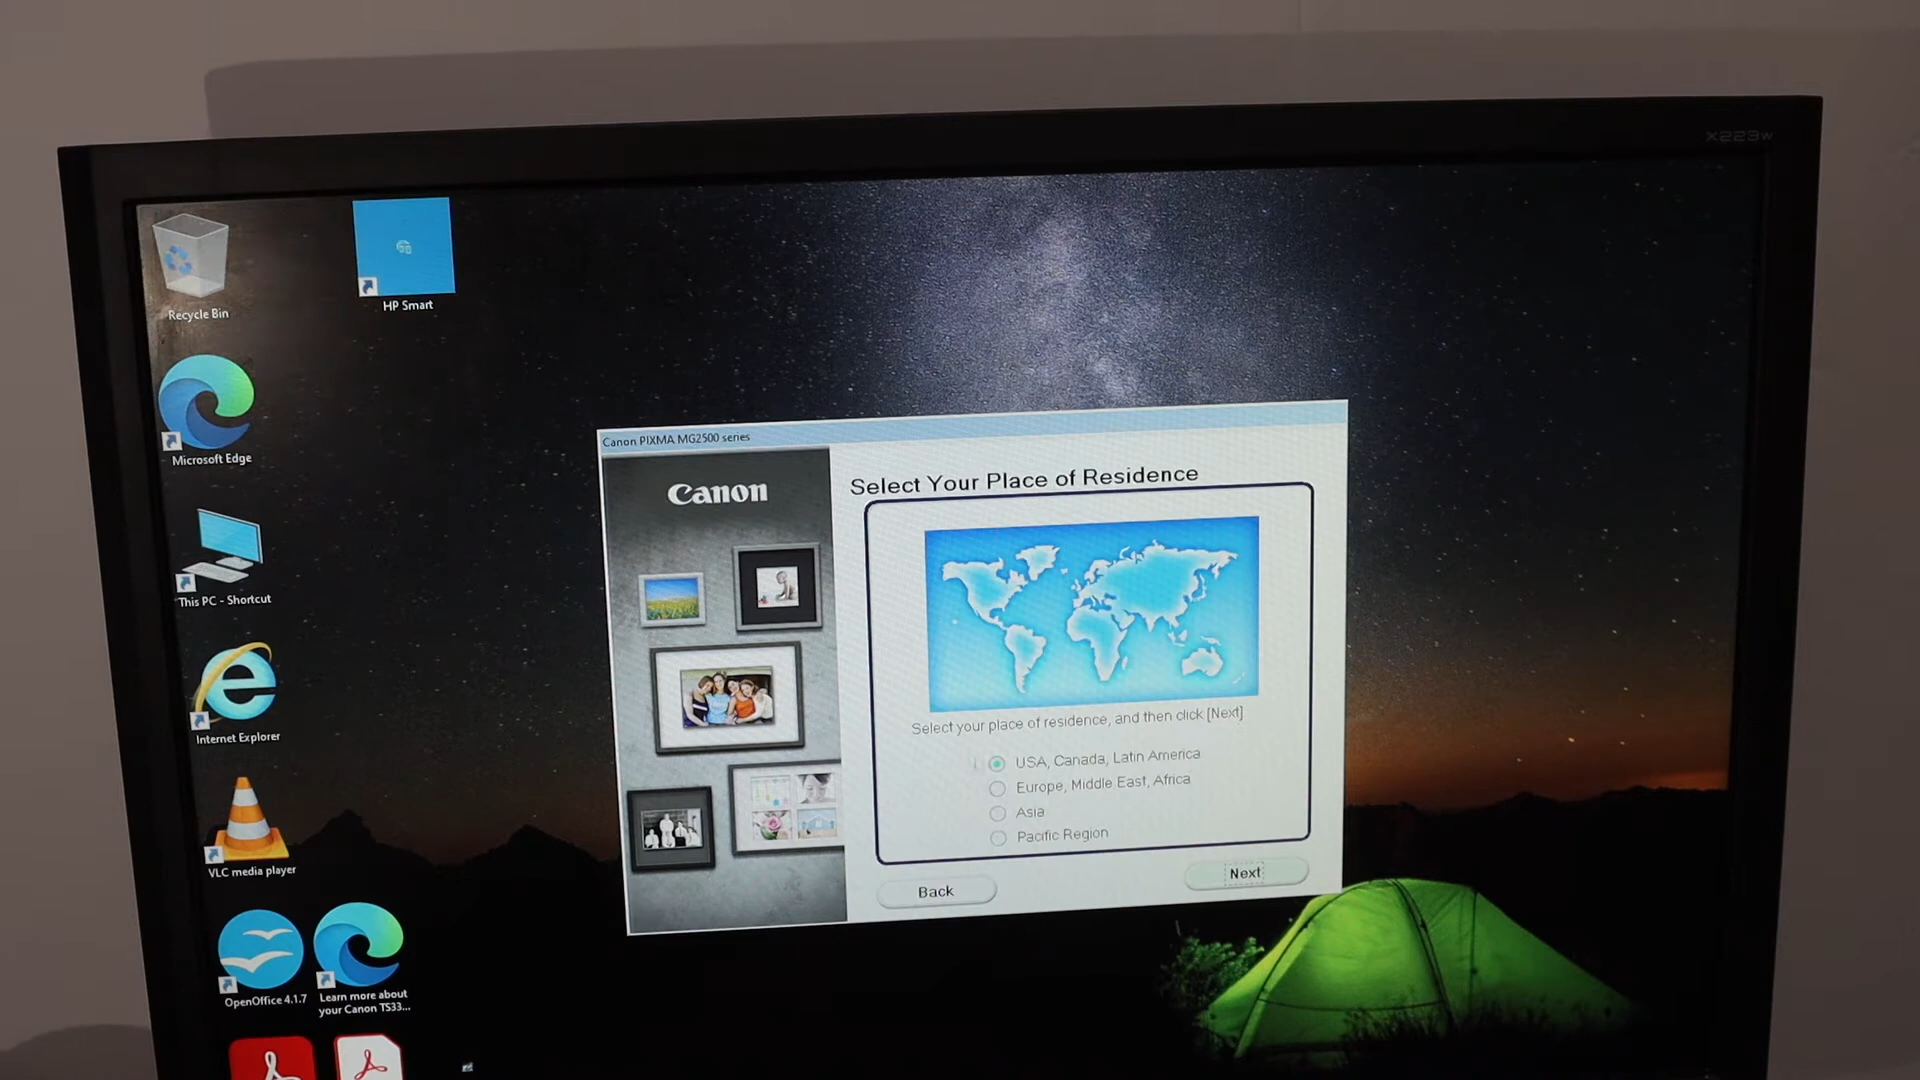 X223w
Recycle Bin
HP Smart
Microsoft Edge
This PC - Shortcut
Internet Explorer
VLC media player
OpenOffice 4.1.7
Learn more about
your Canon TS33...
Canon PIXMA MG2500 series
Canon
Select Your Place of Residence
Select your place of residence, and then click [Next]
USA, Canada, Latin America
Europe, Middle East, Africa
Asia
Pacific Region
Back
Next